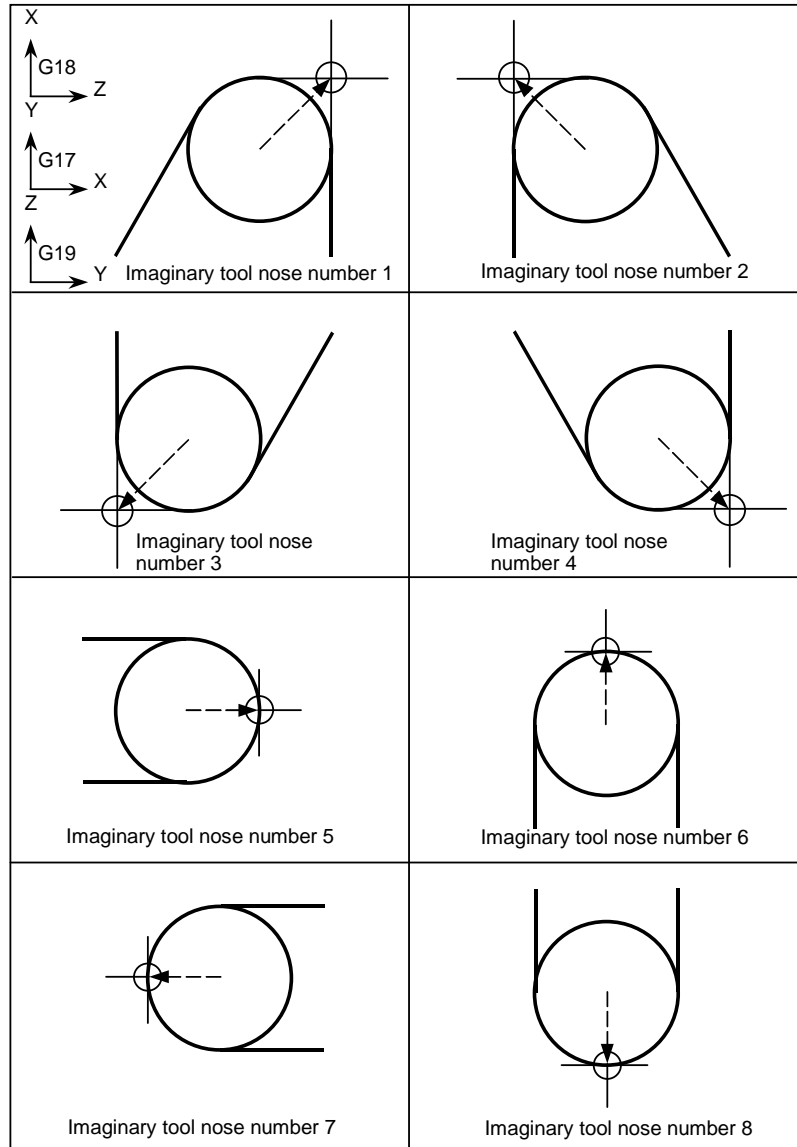 X
G18
Z
Y
G17
X
Z
G19
Y
Imaginary tool nose number 1
Imaginary tool nose number 2
Imaginary tool nose
number 3
Imaginary tool nose
number 4
Imaginary tool nose number 5
Imaginary tool nose number 6
Imaginary tool nose number 7
Imaginary tool nose number 8